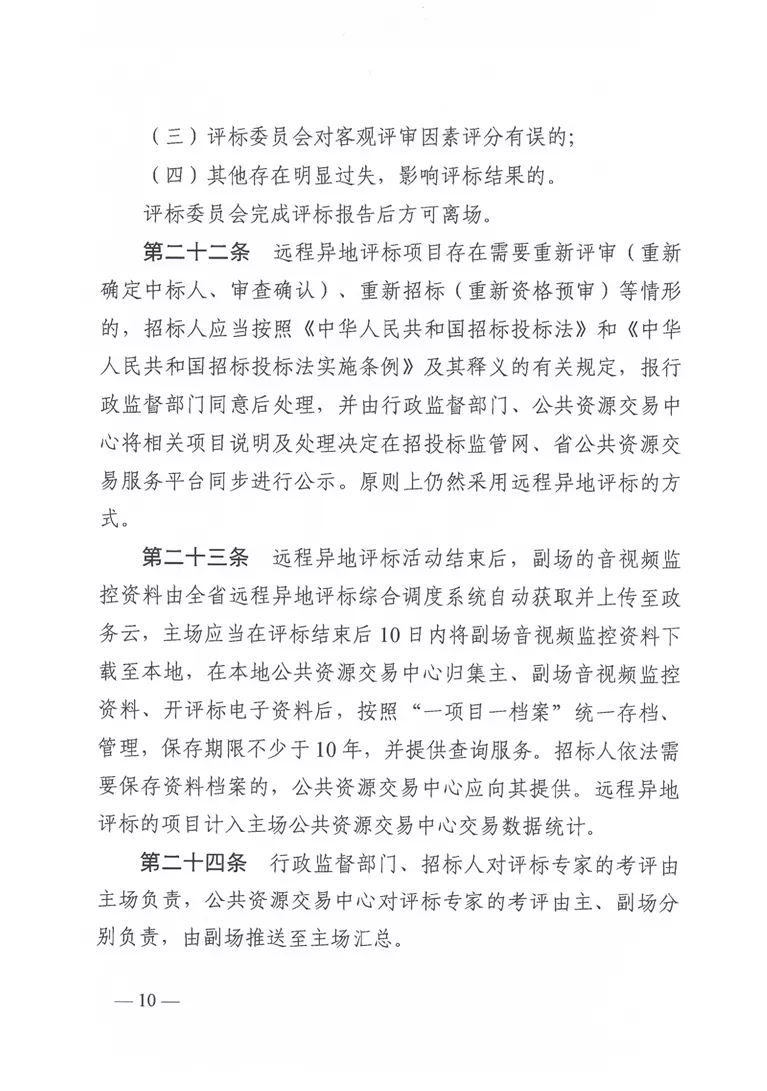 （三）评标委员会对客观评审因素评分有误的；
（四）其他存在明显过失，影响评标结果的。
评标委员会完成评标报告后方可离场。
第二十二条　远程异地评标项目存在需要重新评审（重新
确定中标人、审查确认）、重新招标（重新资格预审）等情形
的，招标人应当按照《中华人民共和国招标投标法》和《中华
人民共和国招标投标法实施条例》及其释义的有关规定，报行
政监督部门同意后处理，并由行政监督部门、公共资源交易中
心将相关项目说明及处理决定在招投标监管网、省公共资源交
易服务平台同步进行公示。原则上仍然采用远程异地评标的方
式。
第二十三条　远程异地评标活动结束后，副场的音视频监
控资料由全省远程异地评标综合调度系统自动获取并上传至政
务云，主场应当在评标结束后 10 日内将副场音视频监控资料下
载至本地，在本地公共资源交易中心归集主、副场音视频监控
资料、开评标电子资料后，按照“一项目一档案”统一存档、
管理，保存期限不少于 10 年，并提供查询服务。招标人依法需
要保存资料档案的，公共资源交易中心应向其提供。远程异地
评标的项目计入主场公共资源交易中心交易数据统计。
第二十四条　行政监督部门、招标人对评标专家的考评由
主场负责，公共资源交易中心对评标专家的考评由主、副场分
别负责，由副场推送至主场汇总。
— 10 —